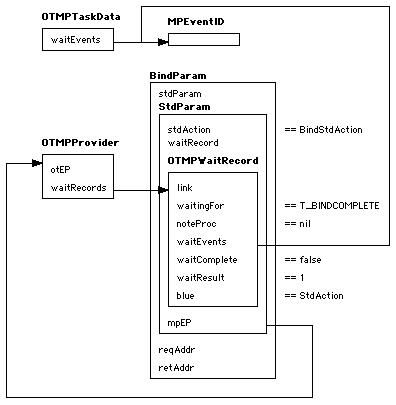 OTMPTaskData
waitEvents
MPEventID
BindParam
stdParam
StdParam
stdAction == BindStdAction
waitRecord
OTMPProvider
otEP
waitRecords
OTMPWaitRecord
link
waitingFor == T_BINDCOMPLETE
noteProc == nil
waitEvents
waitComplete == false
waitResult == 1
blue == StdAction
mpEP
reqAddr
retAddr